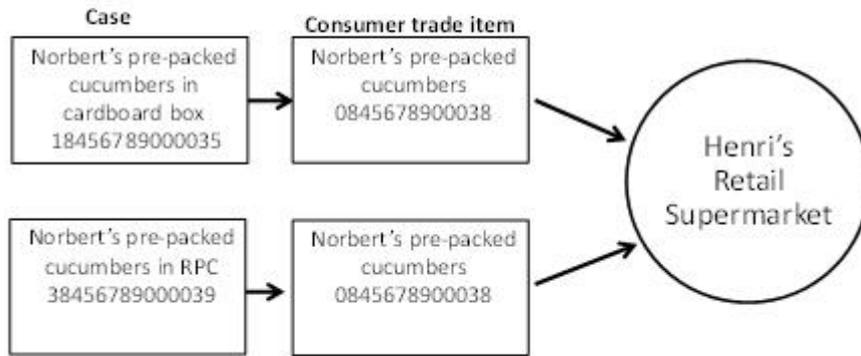 Case
Norbert's pre-packed
cucumbers in
cardboard box
18456789000035
Consumer trade item
Norbert's pre-packed
cucumbers
0845678900038
Henri's
Retail
Supermarket
Norbert's pre-packed
cucumbers in RPC
38456789000039
Norbert's pre-packed
cucumbers
0845678900038